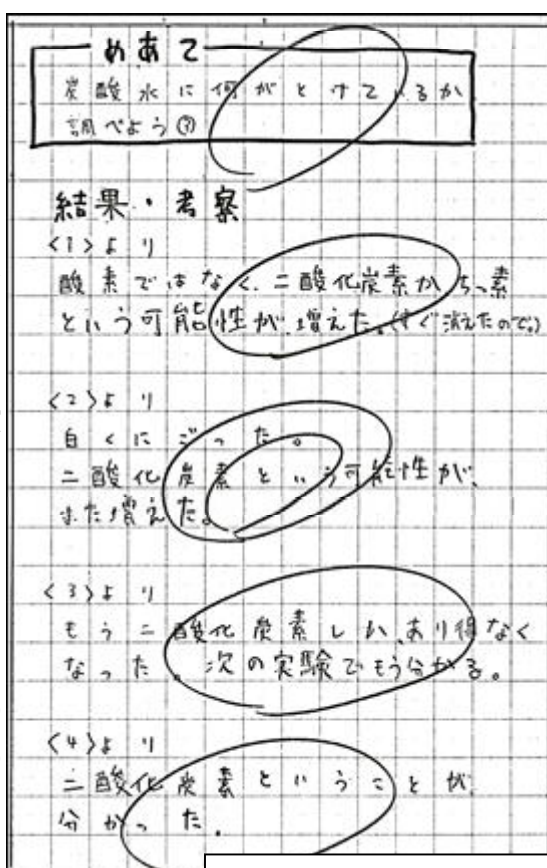 めあて
炭酸水に何がとけているか
調べよう③
結果・考察
<1>より
酸素ではなく、二酸化炭素かちっ素
という可能性が増えた。(すぐ消えたので。)
<2>より
白くにごった。
二酸化炭素という可能性が、
また増えた。
<3>より
もう二酸化炭素しか、あり得なく
なった。次の実験でもう分かる。
<4>より
二酸化炭素ということが
分かった。